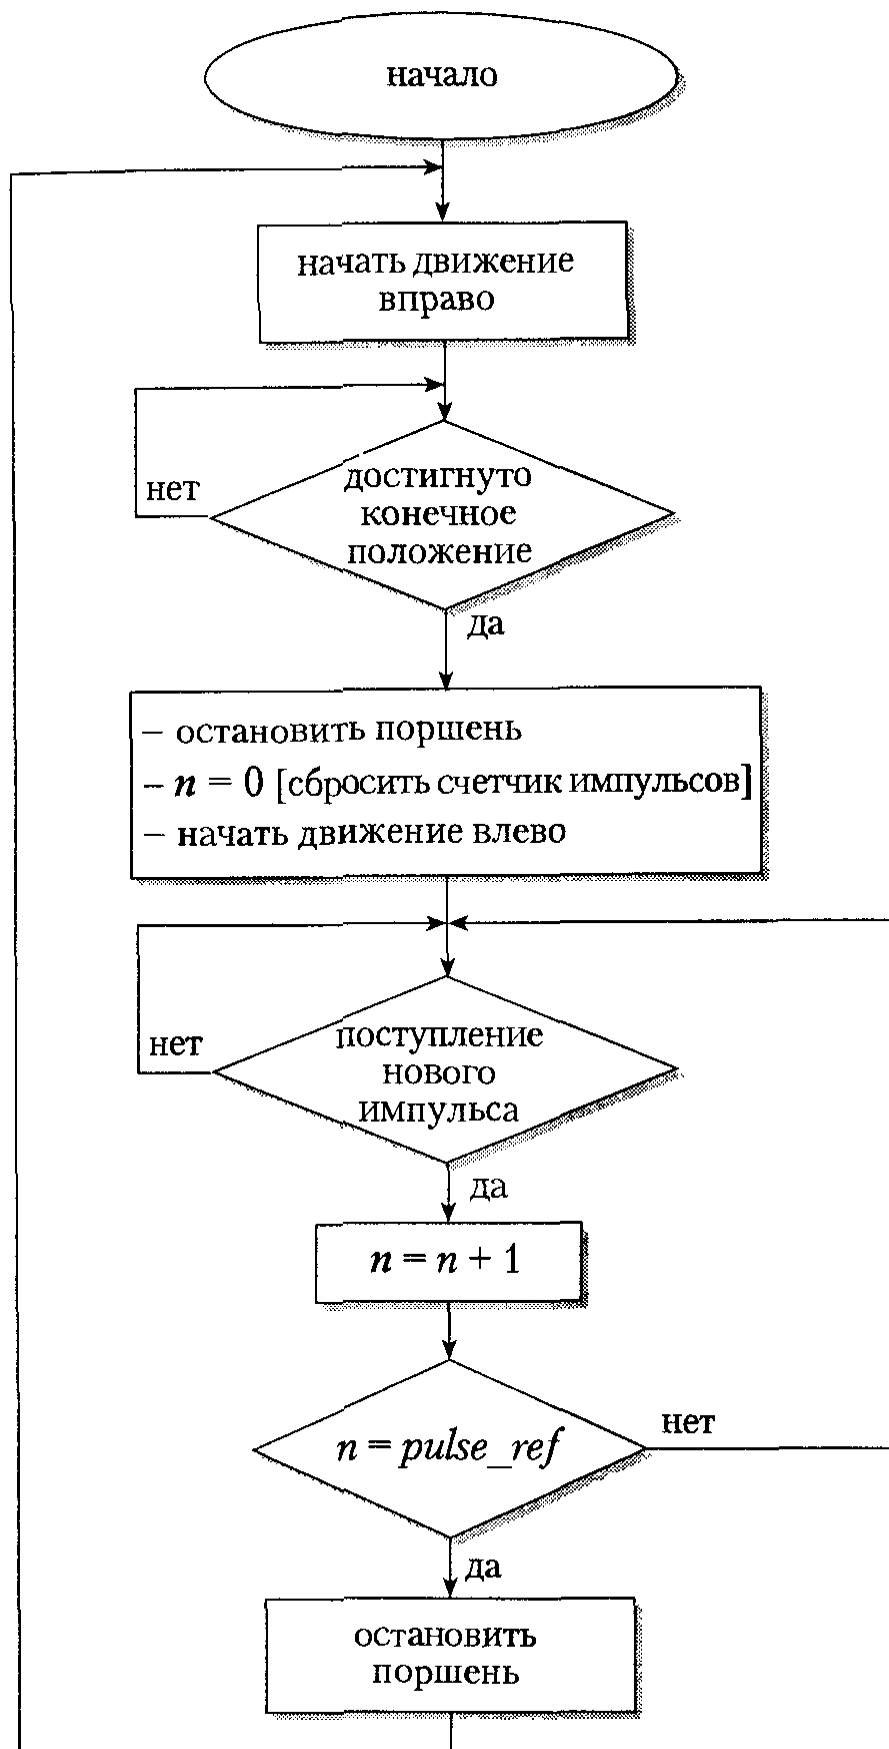 начало
начать движение
вправо
достигнуто
нет
конечное
положение
да
– остановить поршень
– n = 0 [сбросить счетчик импульсов]
– начать движение влево
поступление
нет
нового
импульса
да
n = n + 1
нет
n = pulse_ref
да
остановить
поршень